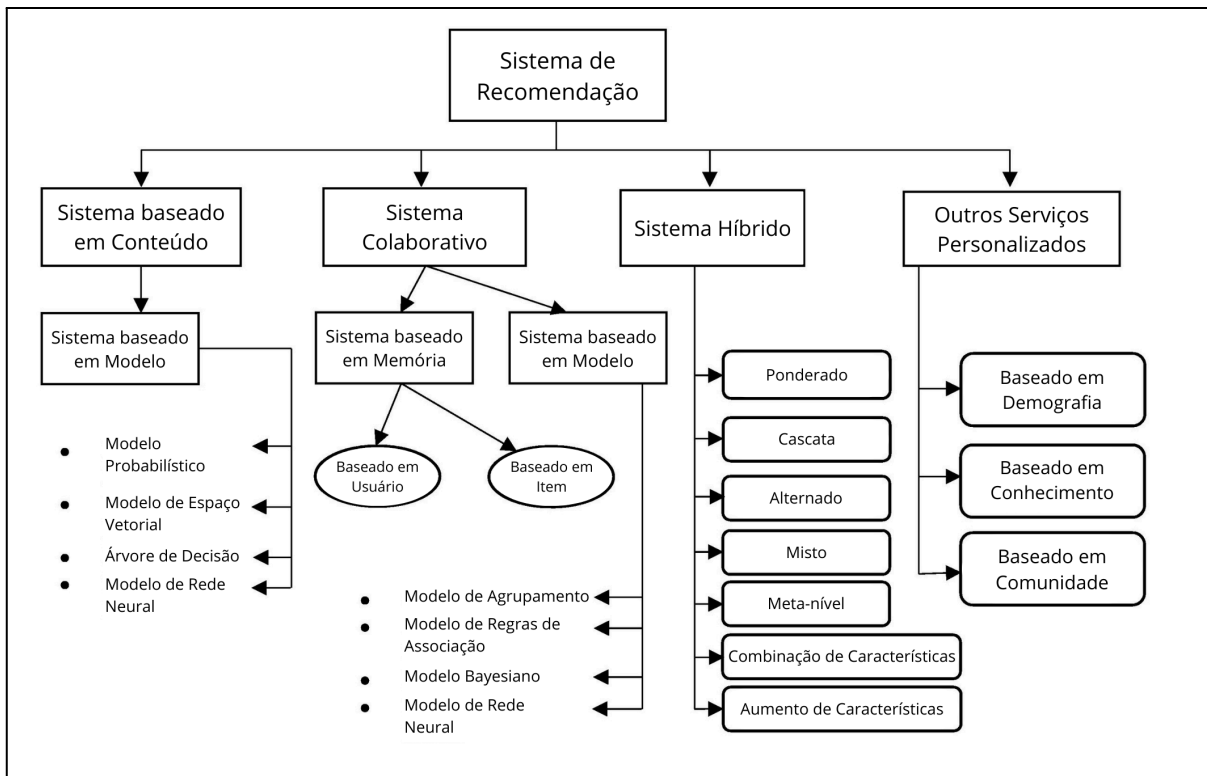 Sistema de
Recomendação
Sistema baseado
em Conteúdo
Sistema
Colaborativo
Sistema Híbrido
Outros Serviços
Personalizados
Sistema baseado
em Modelo
Sistema baseado
em Memória
Sistema baseado
em Modelo
Modelo
Probabilístico
Modelo de Espaço
Vetorial
Árvore de Decisão
Modelo de Rede
Neural
Baseado em
Usuário
Baseado em
Item
Modelo de Agrupamento
Modelo de Regras de
Associação
Modelo Bayesiano
Modelo de Rede
Neural
Ponderado
Cascata
Alternado
Misto
Meta-nível
Combinação de Características
Aumento de Características
Baseado em
Demografia
Baseado em
Conhecimento
Baseado em
Comunidade